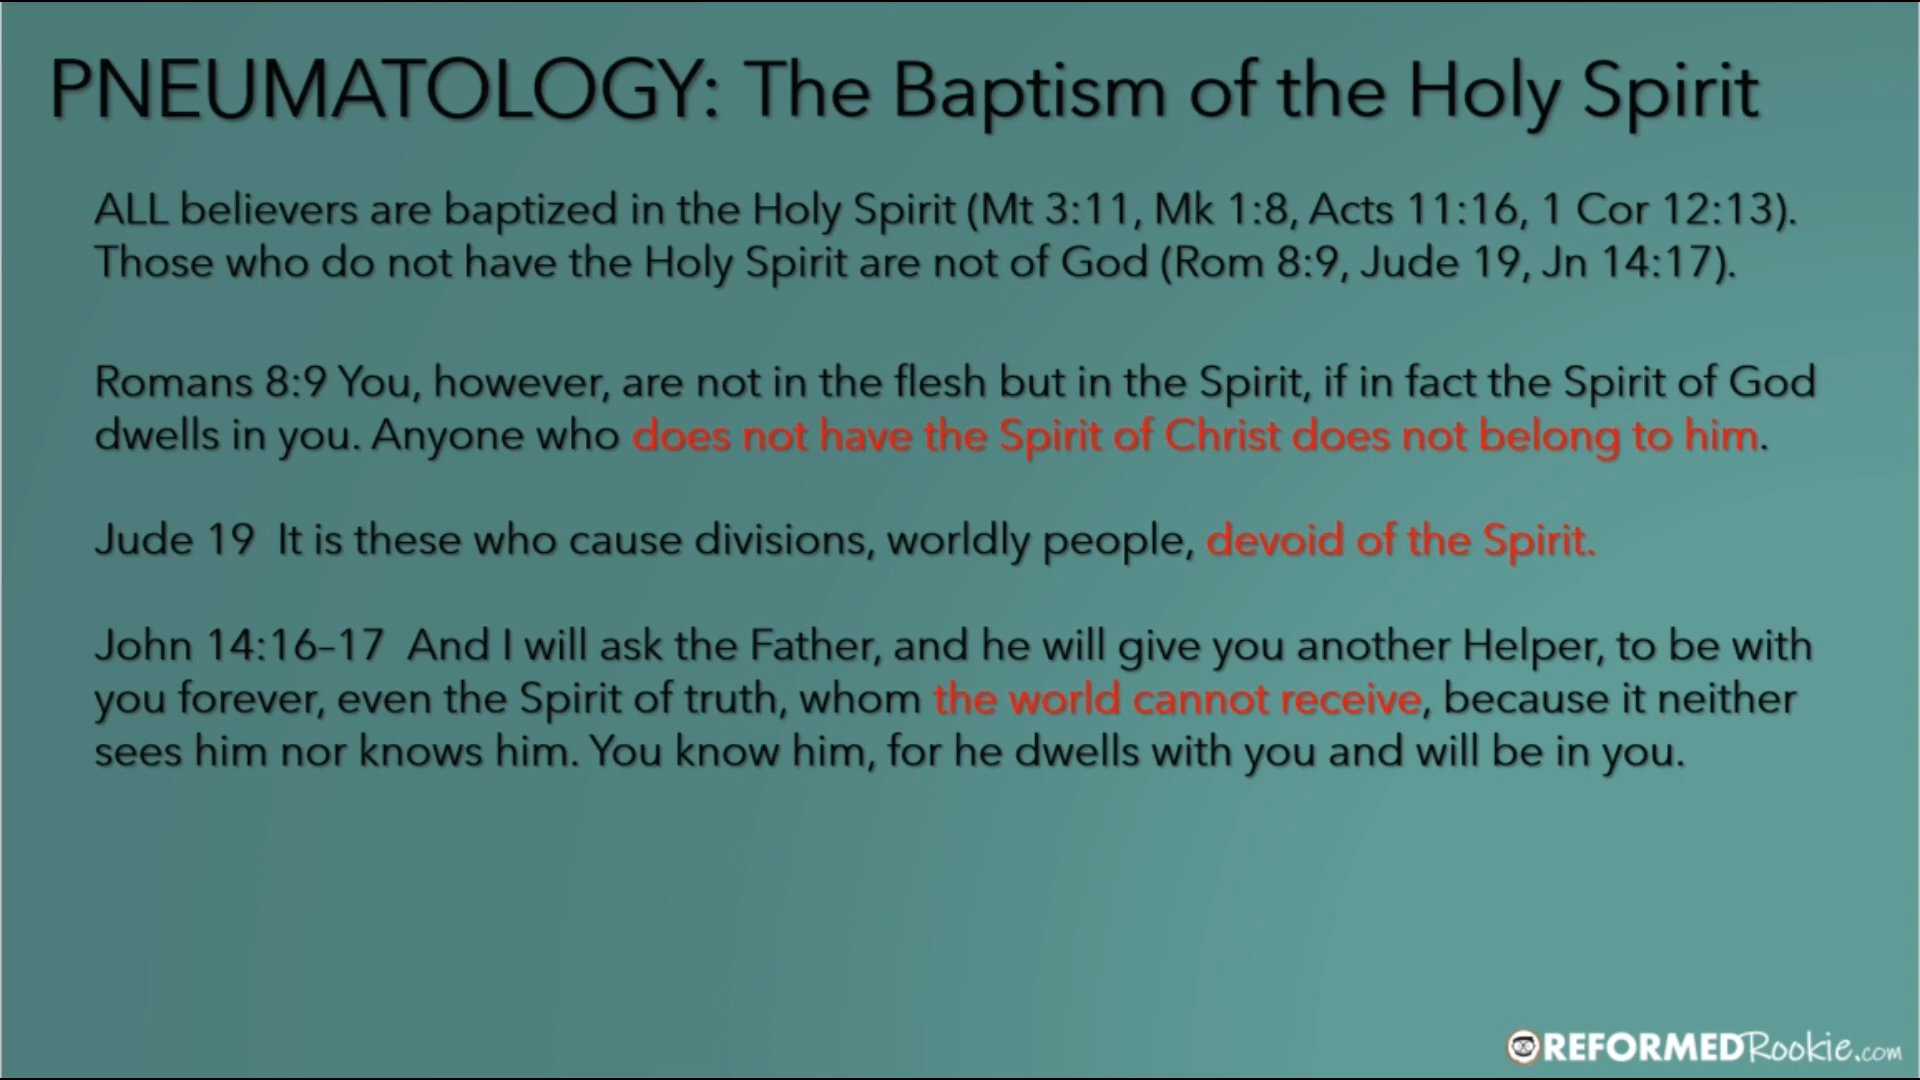 PNEUMATOLOGY: The Baptism of the Holy Spirit
ALL believers are baptized in the Holy Spirit (Mt 3:11, Mk 1:8, Acts 11:16, 1 Cor 12:13).
Those who do not have the Holy Spirit are not of God (Rom 8:9, Jude 19, Jn 14:17).
Romans 8:9 You, however, are not in the flesh but in the Spirit, if in fact the Spirit of God
dwells in you. Anyone who does not have the Spirit of Christ does not belong to him.
Jude 19  It is these who cause divisions, worldly people, devoid of the Spirit.
John 14:16–17  And I will ask the Father, and he will give you another Helper, to be with
you forever, even the Spirit of truth, whom the world cannot receive, because it neither
sees him nor knows him. You know him, for he dwells with you and will be in you.
REFORMEDRookie.com